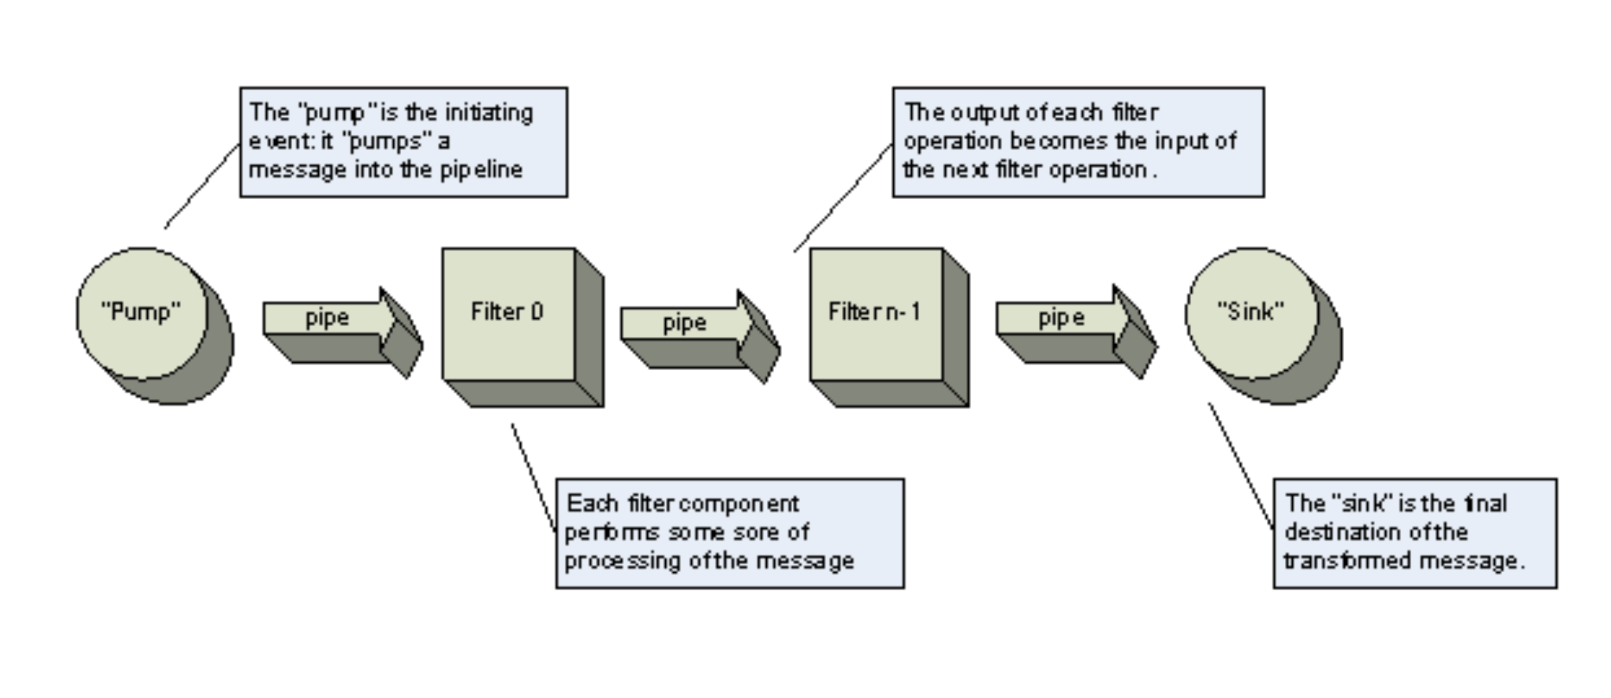 The "pump" is the initiating
event: it "pumps" a
message into the pipeline
The output of each filter
operation becomes the input of
the next filter operation.
"Pump"
pipe
Filter 0
pipe
Filter n-1
pipe
"Sink"
Each filter component
performs some sore of
processing of the message
The "sink" is the final
destination of the
transformed message.